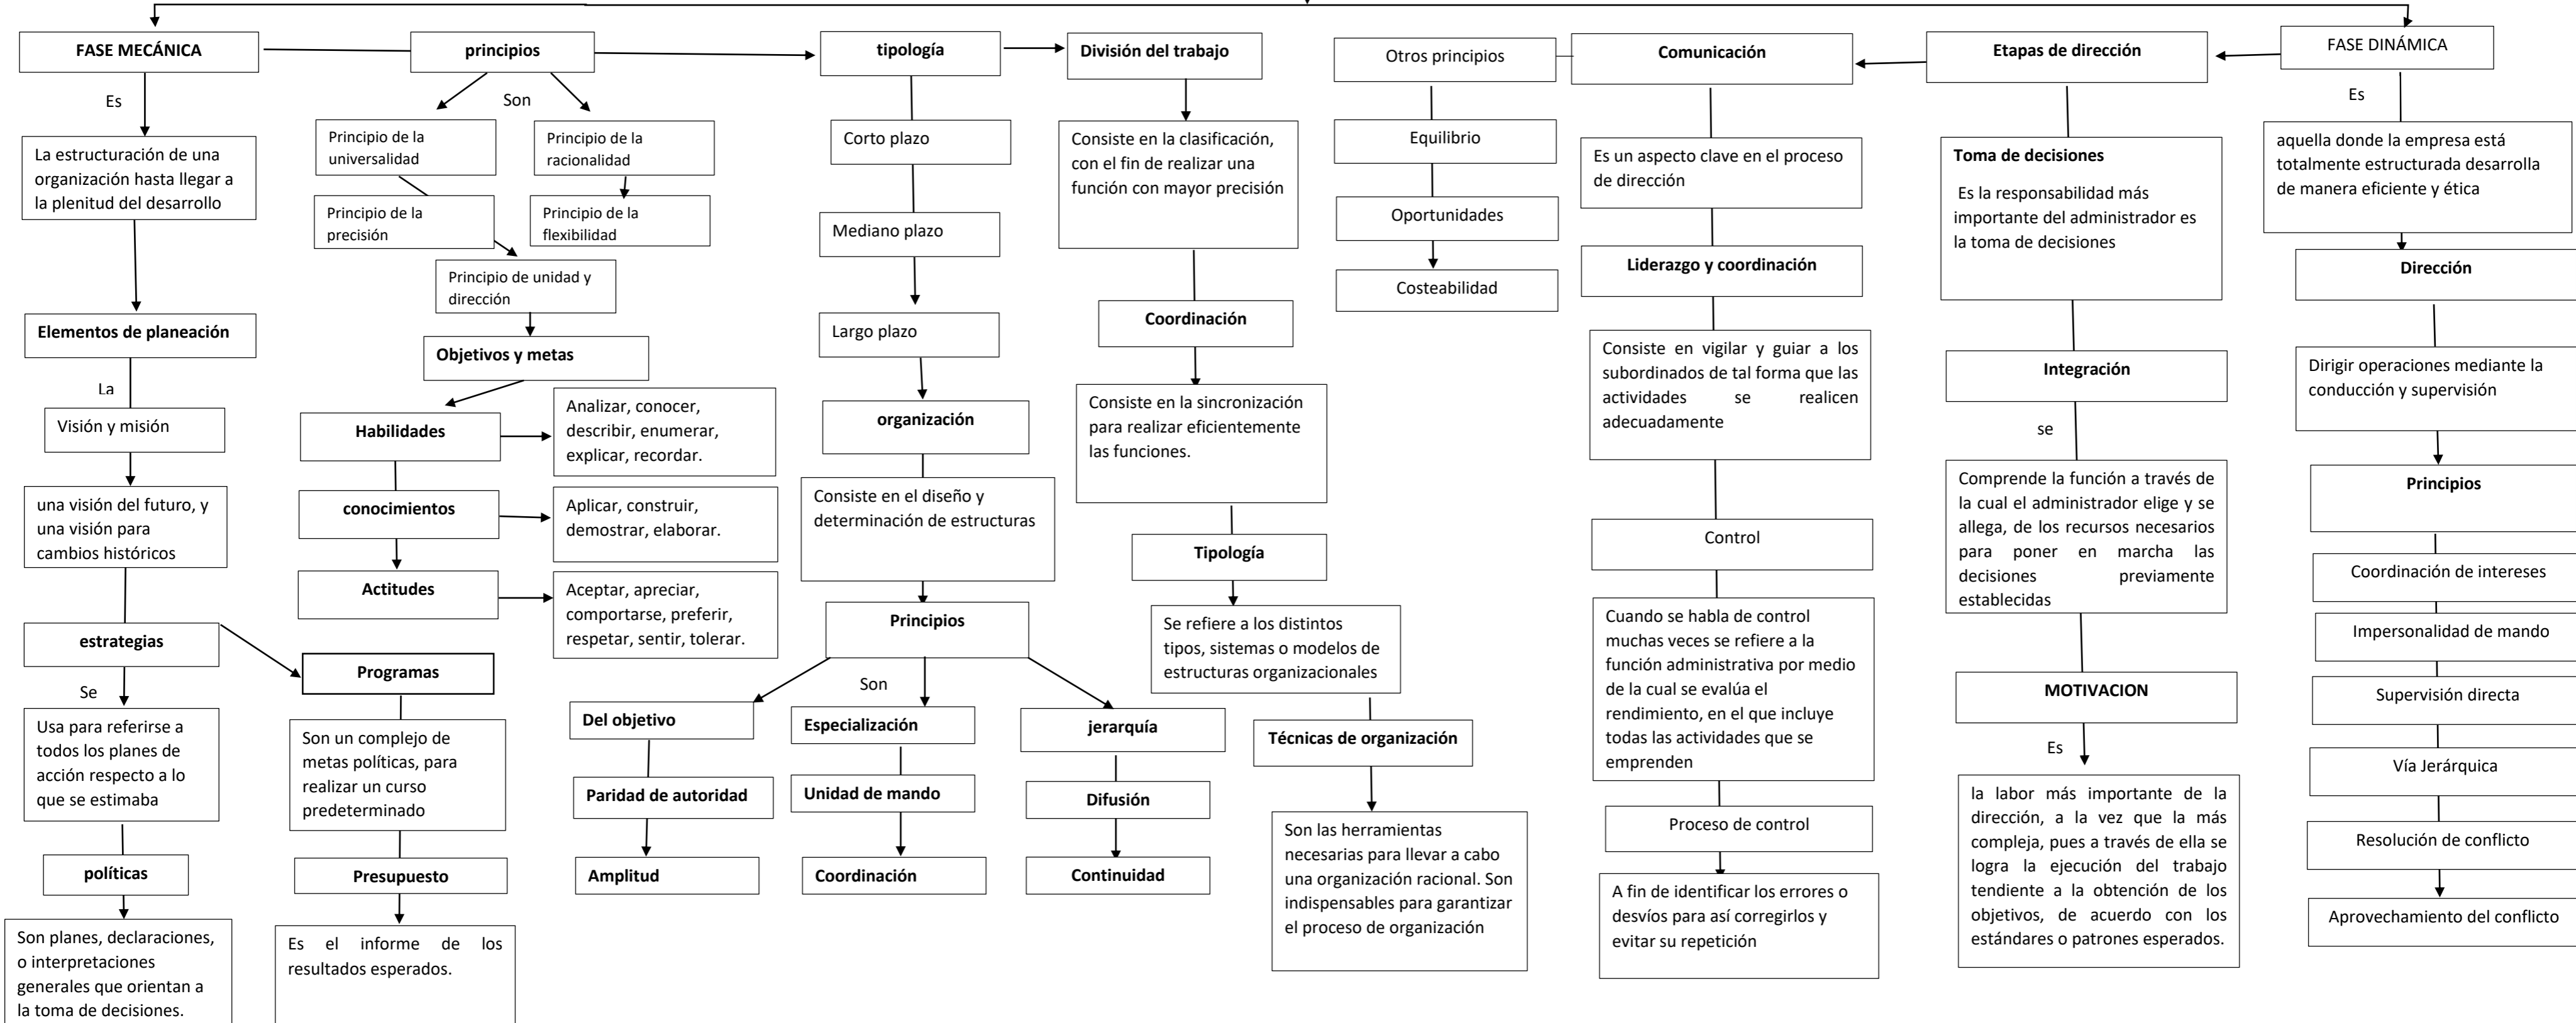 FASE MECÁNICA
Es
La estructuración de una
organización hasta llegar a
la plenitud del desarrollo
Elementos de planeación
La
Visión y misión
una visión del futuro, y
una visión para
cambios históricos
estrategias
Se
Usa para referirse a
todos los planes de
acción respecto a lo
que se estimaba
políticas
Son planes, declaraciones,
o interpretaciones
generales que orientan a
la toma de decisiones.
principios
Son
Principio de la
universalidad
Principio de la
racionalidad
Principio de la
precisión
Principio de la
flexibilidad
Principio de unidad y
dirección
Objetivos y metas
Habilidades
Analizar, conocer,
describir, enumerar,
explicar, recordar.
conocimientos
Aplicar, construir,
demostrar, elaborar.
Actitudes
Aceptar, apreciar,
comportarse, preferir,
respetar, sentir, tolerar.
Programas
Son un complejo de
metas políticas, para
realizar un curso
predeterminado
Presupuesto
Es el informe de los
resultados esperados.
tipología
Corto plazo
Mediano plazo
Largo plazo
organización
Consiste en el diseño y
determinación de estructuras
Principios
Son
Del objetivo
Paridad de autoridad
Amplitud
Especialización
Unidad de mando
Coordinación
jerarquía
Difusión
Continuidad
División del trabajo
Consiste en la clasificación,
con el fin de realizar una
función con mayor precisión
Coordinación
Consiste en la sincronización
para realizar eficientemente
las funciones.
Tipología
Se refiere a los distintos
tipos, sistemas o modelos de
estructuras organizacionales
Técnicas de organización
Son las herramientas
necesarias para llevar a cabo
una organización racional. Son
indispensables para garantizar
el proceso de organización
Otros principios
Equilibrio
Oportunidades
Costeabilidad
Comunicación
Es un aspecto clave en el proceso
de dirección
Liderazgo y coordinación
Consiste en vigilar y guiar a los
subordinados de tal forma que las
actividades se realicen
adecuadamente
Control
Cuando se habla de control
muchas veces se refiere a la
función administrativa por medio
de la cual se evalúa el
rendimiento, en el que incluye
todas las actividades que se
emprenden
Proceso de control
A fin de identificar los errores o
desvíos para así corregirlos y
evitar su repetición
Etapas de dirección
Toma de decisiones
Es la responsabilidad más
importante del administrador es
la toma de decisiones
Integración
se
Comprende la función a través de
la cual el administrador elige y se
allega, de los recursos necesarios
para poner en marcha las
decisiones previamente
establecidas
MOTIVACION
Es
la labor más importante de la
dirección, a la vez que la más
compleja, pues a través de ella se
logra la ejecución del trabajo
tendiente a la obtención de los
objetivos, de acuerdo con los
estándares o patrones esperados.
FASE DINÁMICA
Es
aquella donde la empresa está
totalmente estructurada desarrolla
de manera eficiente y ética
Dirección
Dirigir operaciones mediante la
conducción y supervisión
Principios
Coordinación de intereses
Impersonalidad de mando
Supervisión directa
Vía Jerárquica
Resolución de conflicto
Aprovechamiento del conflicto